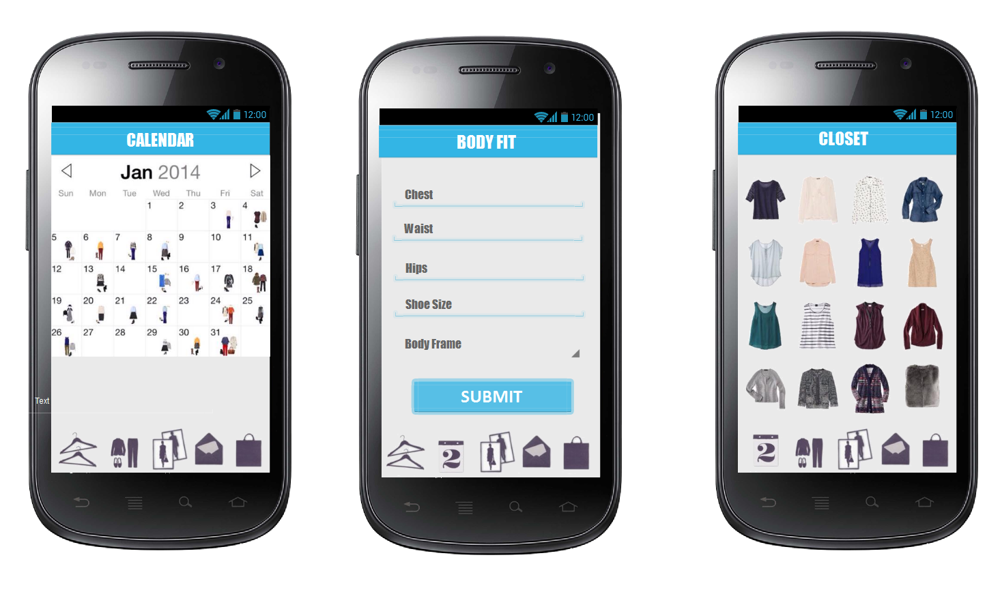 12:00
CALENDAR
Jan 2014
Sun Mon Tue Wed Thu Fri Sat
1 2 3 4
5 6 7 8 9 10 11
12 13 14 15 16 17 18
19 20 21 22 23 24 25
26 27 28 29 30 31
Text
12:00
BODY FIT
Chest
Waist
Hips
Shoe Size
Body Frame
SUBMIT
2
12:00
CLOSET
2